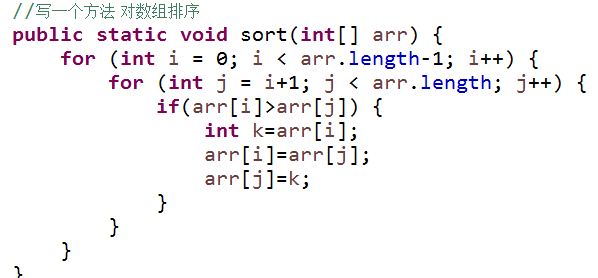 //写一个方法 对数组排序
public static void sort(int[] arr) {
for (int i = 0; i < arr.length-1; i++) {
for (int j = i+1; j < arr.length; j++) {
if(arr[i]>arr[j]) {
int k=arr[i];
arr[i]=arr[j];
arr[j]=k;
}
}
}
}